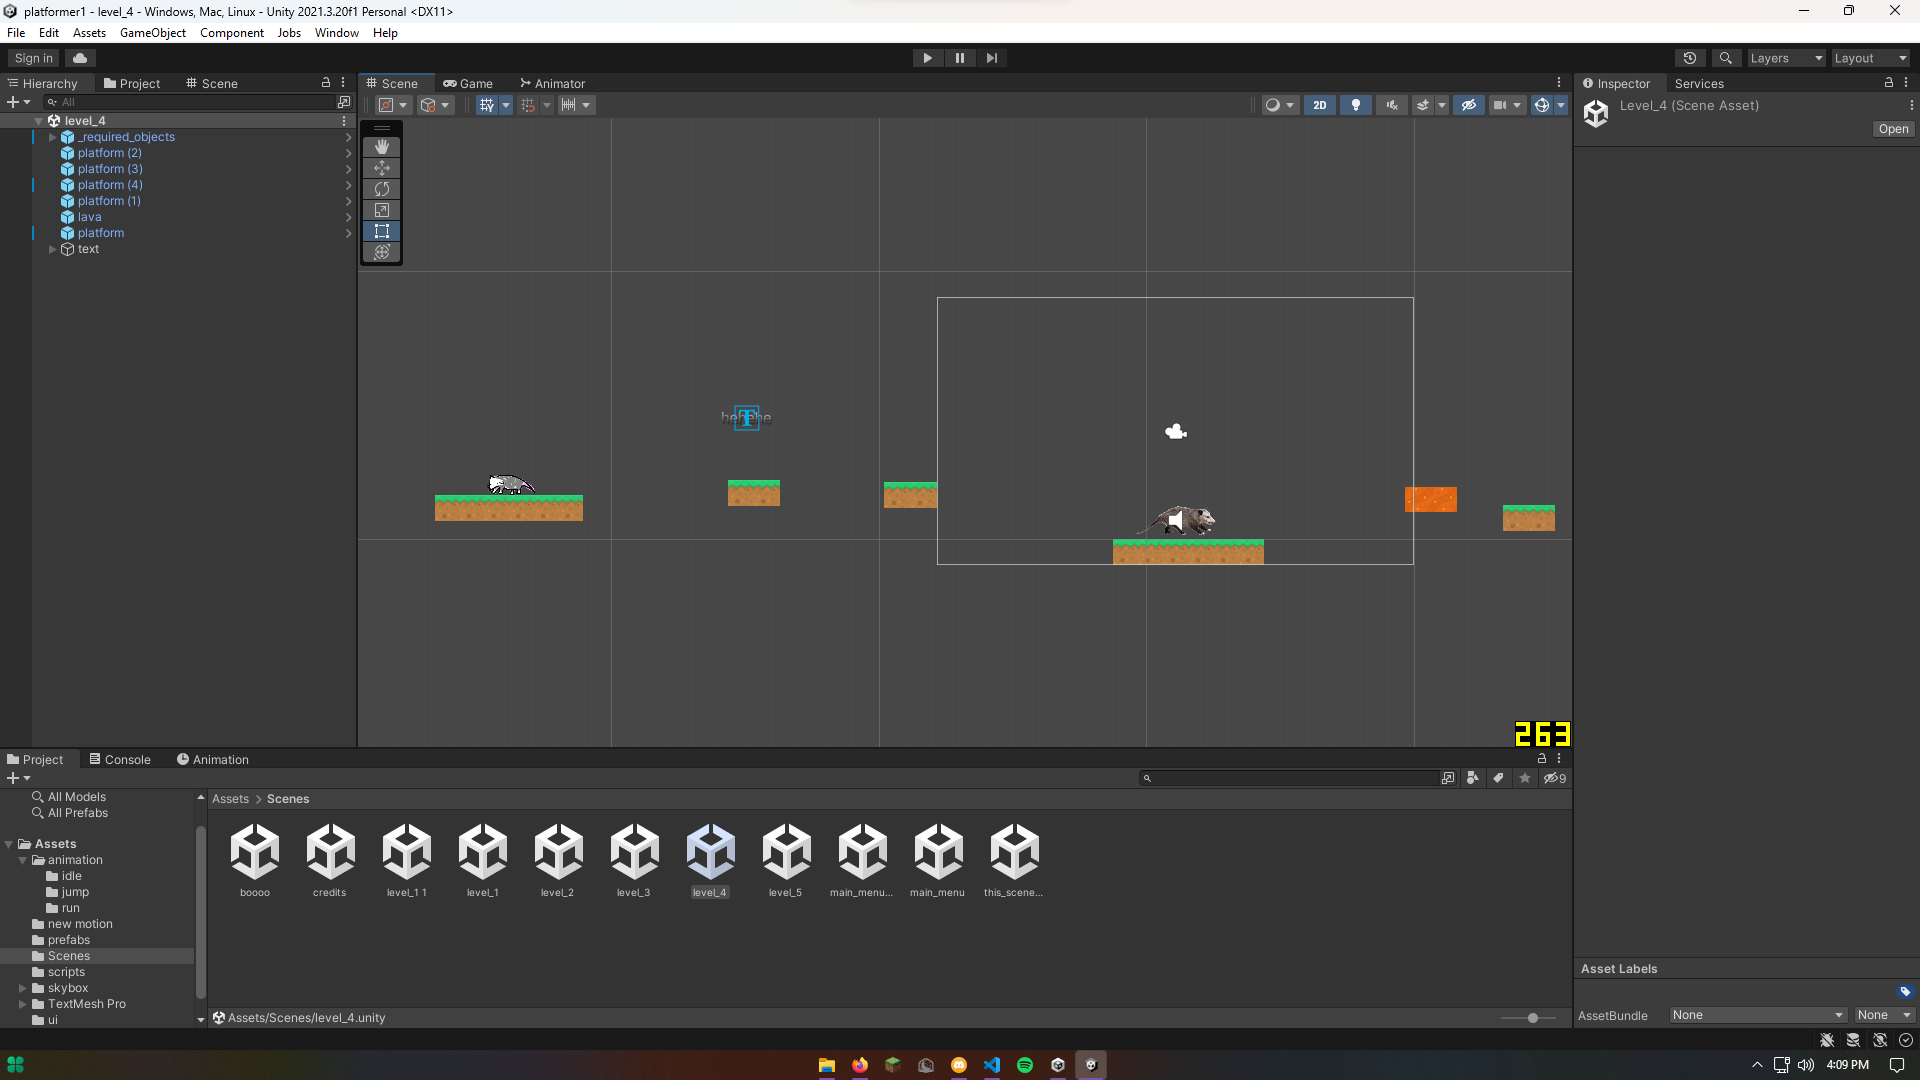 platformer1 - level_4 - Windows, Mac, Linux - Unity 2021.3.20f1 Personal <DX11>
File Edit Assets GameObject Component Jobs Window Help
Sign in
Layers Layout
Hierarchy Project Scene
All
level_4
_required_objects
platform (2)
platform (3)
platform (4)
platform (1)
lava
platform
text
Scene Game Animator
2D
hehehe
T
263
Inspector Services
Level_4 (Scene Asset)
Open
Project Console Animation
9
All Models
All Prefabs
Assets
animation
idle
jump
run
new motion
prefabs
Scenes
scripts
skybox
TextMesh Pro
ui
Assets > Scenes
boooo credits level_1 1 level_1 level_2 level_3 level_4 level_5 main_menu... main_menu this_scene...
Assets/Scenes/level_4.unity
Asset Labels
AssetBundle None None
4:09 PM